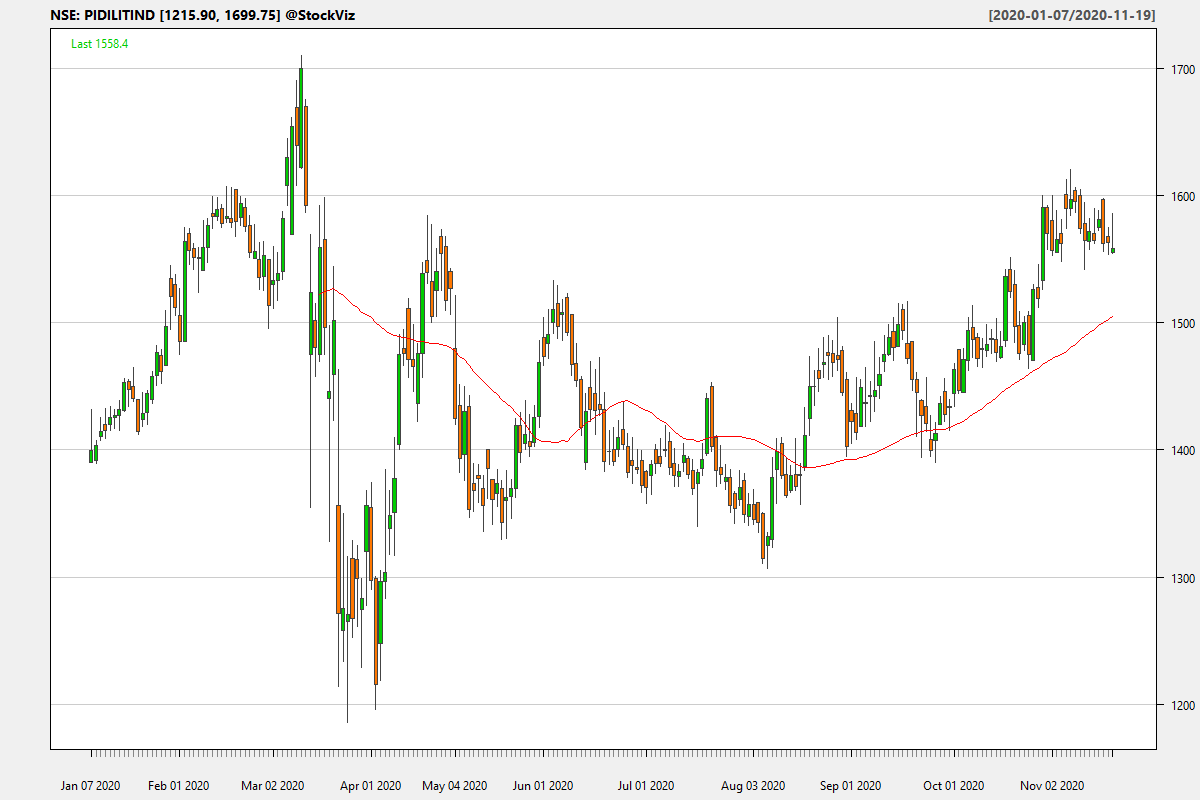 NSE: PIDILITIND [1215.90, 1699.75] @StockViz [2020-01-07/2020-11-19]
Last 1558.4
1700
1600
1500
1400
1300
1200
Jan 07 2020 Feb 01 2020 Mar 02 2020 Apr 01 2020 May 04 2020 Jun 01 2020 Jul 01 2020 Aug 03 2020 Sep 01 2020 Oct 01 2020 Nov 02 2020